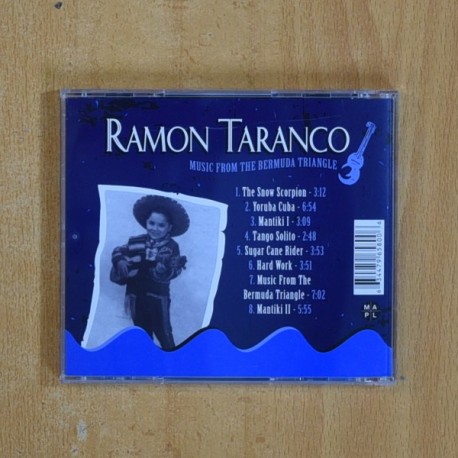 RAMON TARANCO
MUSIC FROM THE BERMUDA TRIANGLE
1. The Snow Scorpion - 3:12
2. Yoruba Cuba - 6:54
3. Mantiki I - 3:09
4. Tango Solito - 2:48
5. Sugar Cane Rider - 3:53
6. Hard Work - 3:51
7. Music From The
Bermuda Triangle - 7:02
8. Mantiki II - 5:55
M A
P L